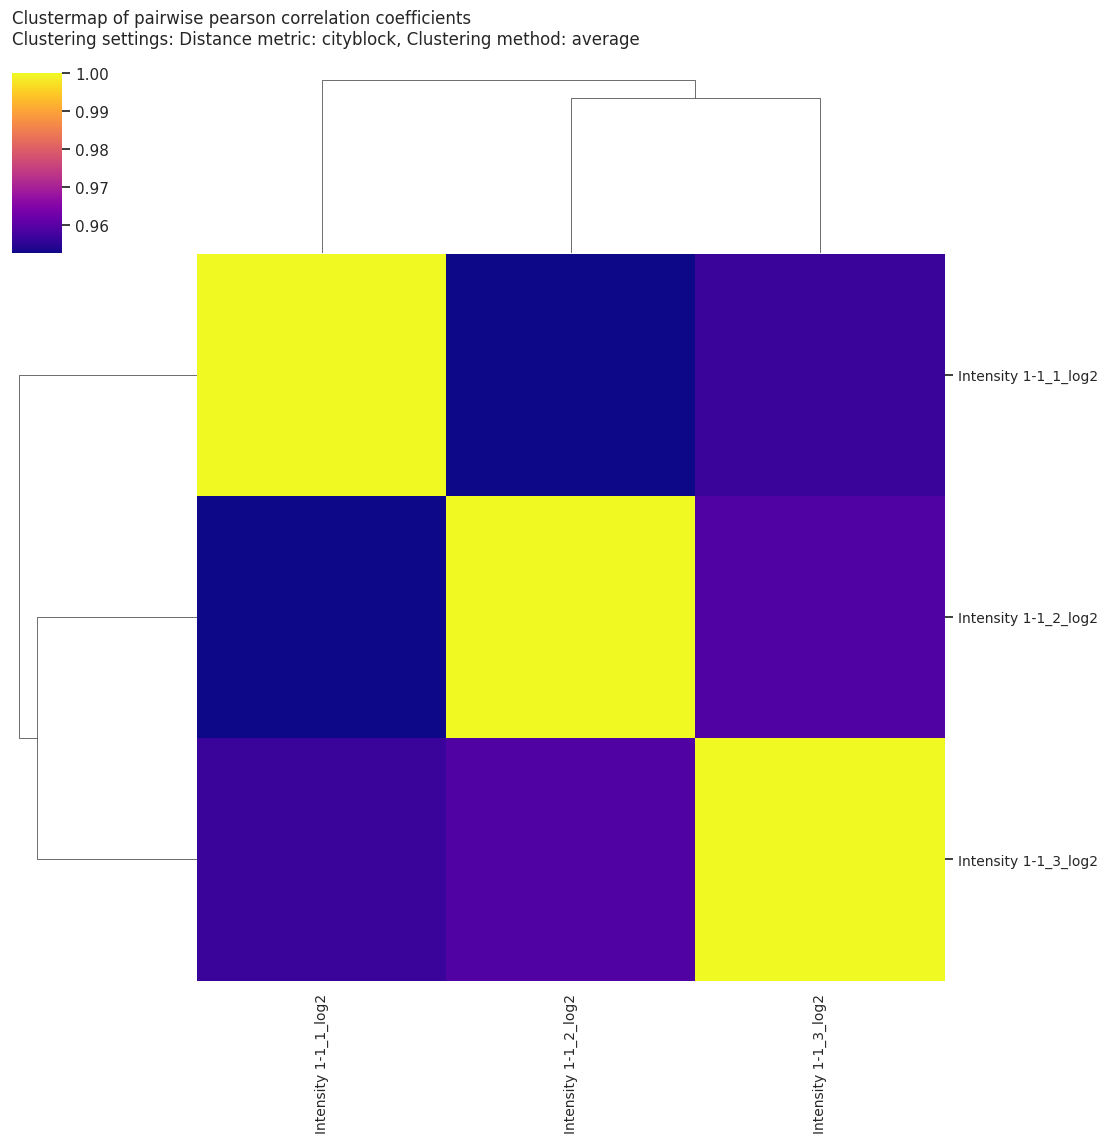 Clustermap of pairwise pearson correlation coefficients
Clustering settings: Distance metric: cityblock, Clustering method: average
1.00
0.99
0.98
0.97
0.96
Intensity 1-1_1_log2
Intensity 1-1_2_log2
Intensity 1-1_3_log2
Intensity 1-1_1_log2
Intensity 1-1_2_log2
Intensity 1-1_3_log2